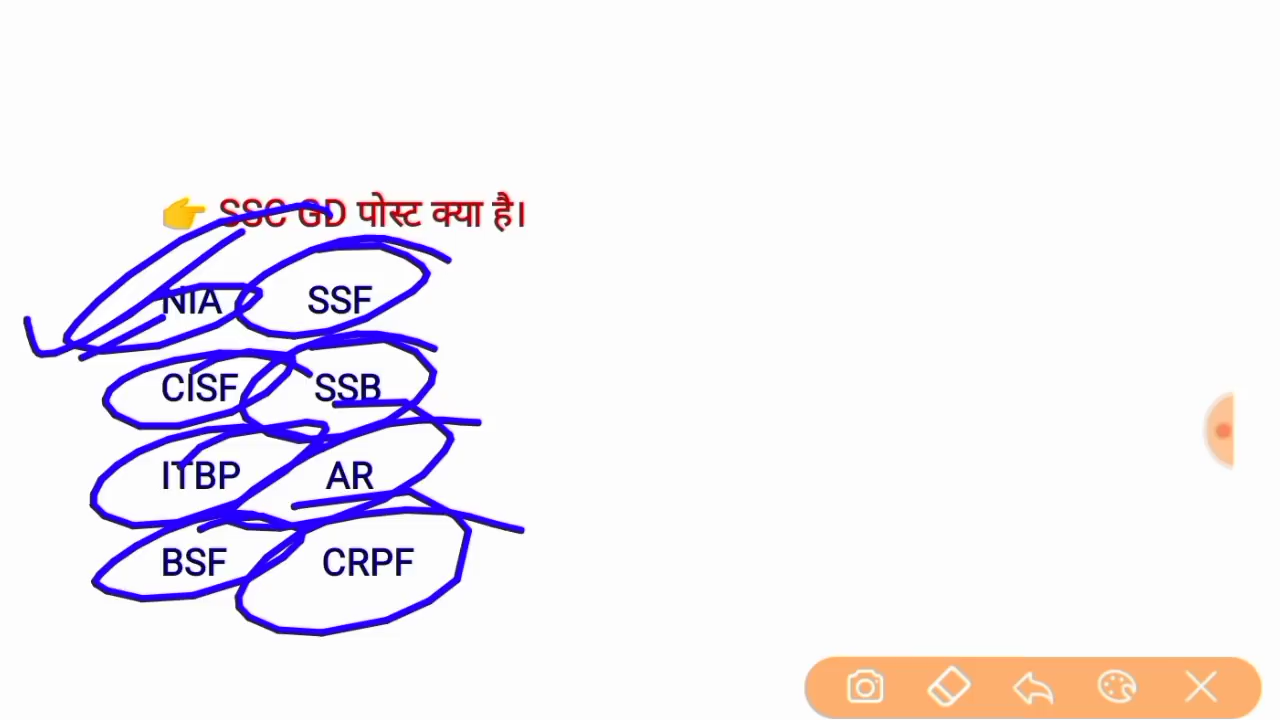 👉 SSC GD पोस्ट क्या है।
NIA SSF
CISF SSB
ITBP AR
BSF CRPF